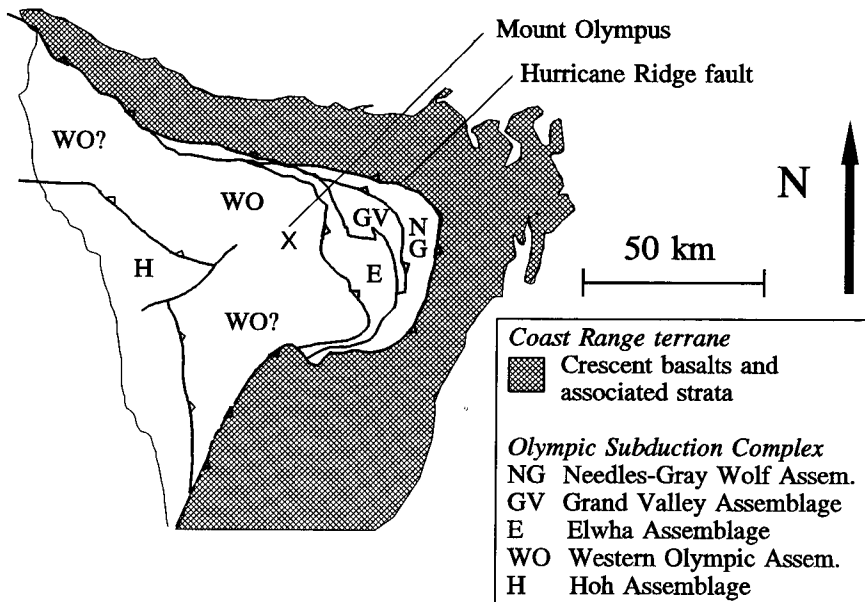 Mount Olympus
Hurricane Ridge fault
WO?
WO
N
GV
N
G
X
50 km
H
E
WO?
Coast Range terrane
Crescent basalts and
associated strata
Olympic Subduction Complex
NG Needles-Gray Wolf Assem.
GV Grand Valley Assemblage
E Elwha Assemblage
WO Western Olympic Assem.
H Hoh Assemblage